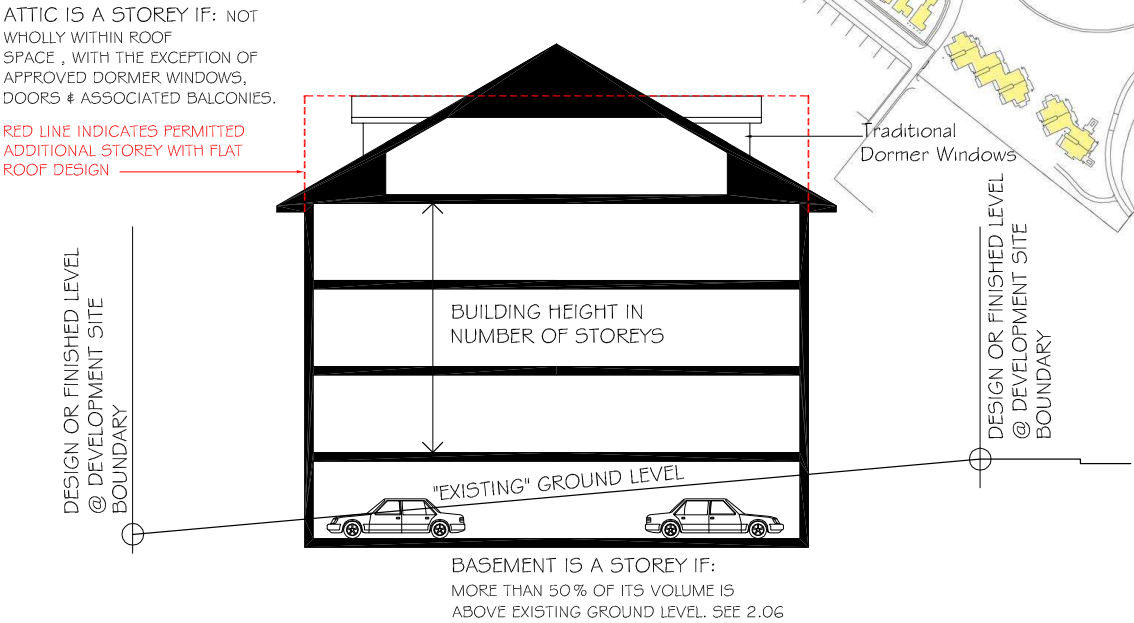 ATTIC IS A STOREY IF: NOT
WHOLLY WITHIN ROOF
SPACE , WITH THE EXCEPTION OF
APPROVED DORMER WINDOWS,
DOORS & ASSOCIATED BALCONIES.
RED LINE INDICATES PERMITTED
ADDITIONAL STOREY WITH FLAT
ROOF DESIGN
Traditional
Dormer Windows
DESIGN OR FINISHED LEVEL
@ DEVELOPMENT SITE
BOUNDARY
BUILDING HEIGHT IN
NUMBER OF STOREYS
DESIGN OR FINISHED LEVEL
@ DEVELOPMENT SITE
BOUNDARY
"EXISTING" GROUND LEVEL
BASEMENT IS A STOREY IF:
MORE THAN 50% OF ITS VOLUME IS
ABOVE EXISTING GROUND LEVEL. SEE 2.06